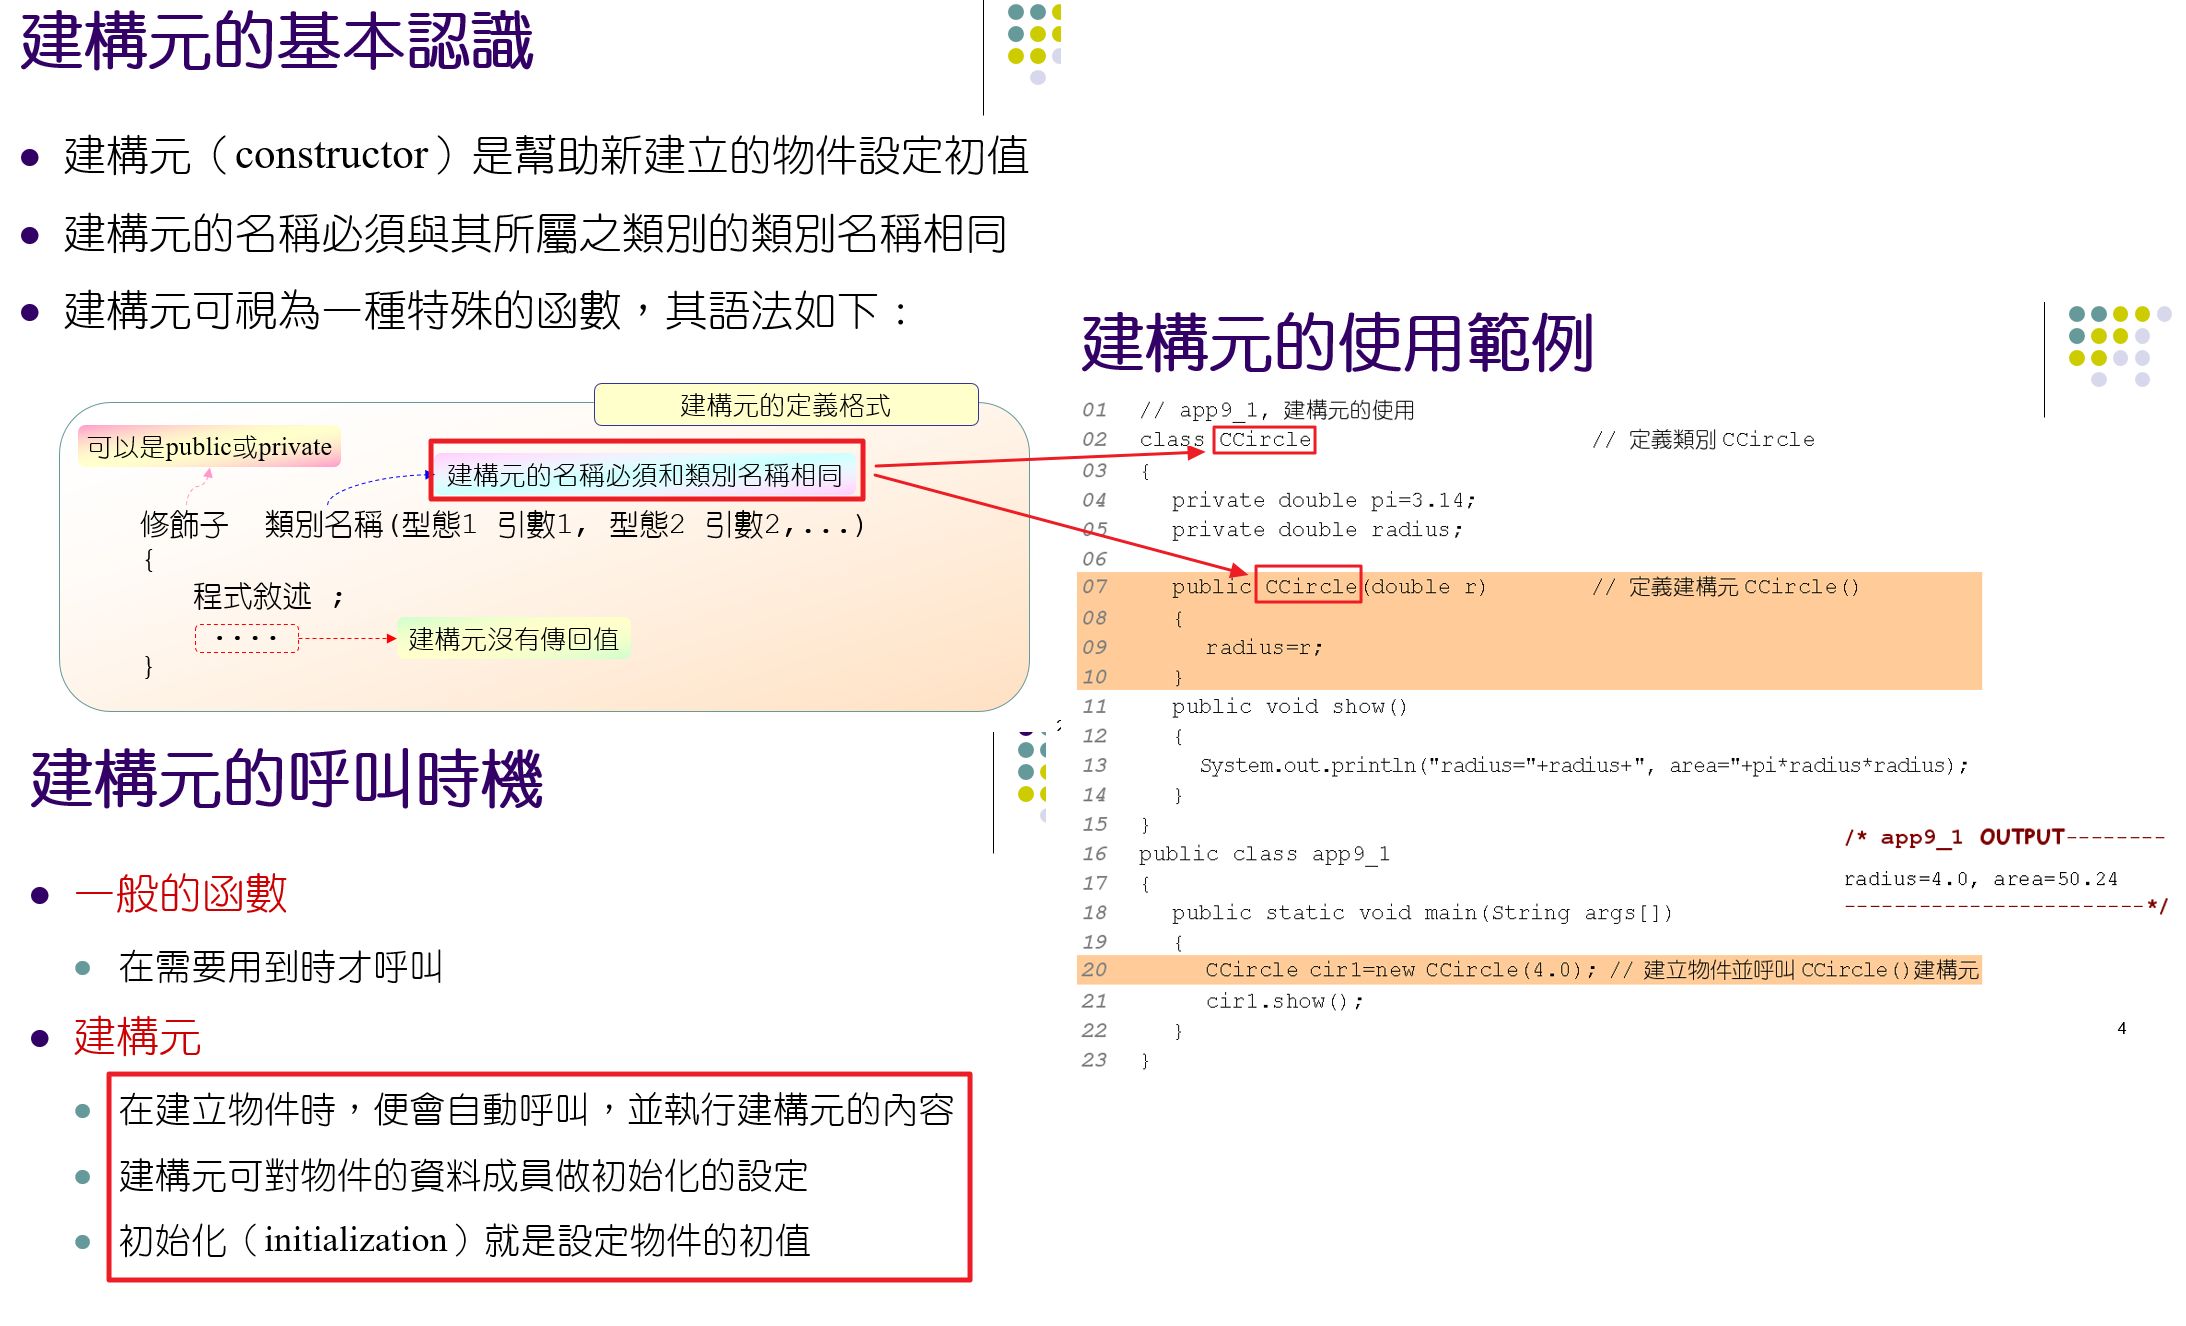 建構元的基本認識
建構元（constructor）是幫助新建立的物件設定初值
建構元的名稱必須與其所屬之類別的類別名稱相同
建構元可視為一種特殊的函數，其語法如下：
建構元的定義格式
可以是public或private
建構元的名稱必須和類別名稱相同
修飾子 類別名稱(型態1 引數1, 型態2 引數2,...)
{
程式敘述 ;
....
建構元沒有傳回值
}
建構元的呼叫時機
一般的函數
在需要用到時才呼叫
建構元
在建立物件時，便會自動呼叫，並執行建構元的內容
建構元可對物件的資料成員做初始化的設定
初始化（initialization）就是設定物件的初值
建構元的使用範例
01 // app9_1, 建構元的使用
02 class CCircle // 定義類別 CCircle
03 {
04 private double pi=3.14;
05 private double radius;
06
07 public CCircle(double r) // 定義建構元 CCircle()
08 {
09 radius=r;
10 }
11 public void show()
12 {
13 System.out.println("radius="+radius+", area="+pi*radius*radius);
14 }
15 }
16 public class app9_1
17 {
18 public static void main(String args[])
19 {
20 CCircle cir1=new CCircle(4.0); // 建立物件並呼叫 CCircle()建構元
21 cir1.show();
22 }
23 }
/* app9_1 OUTPUT--------
radius=4.0, area=50.24
------------------------*/
4